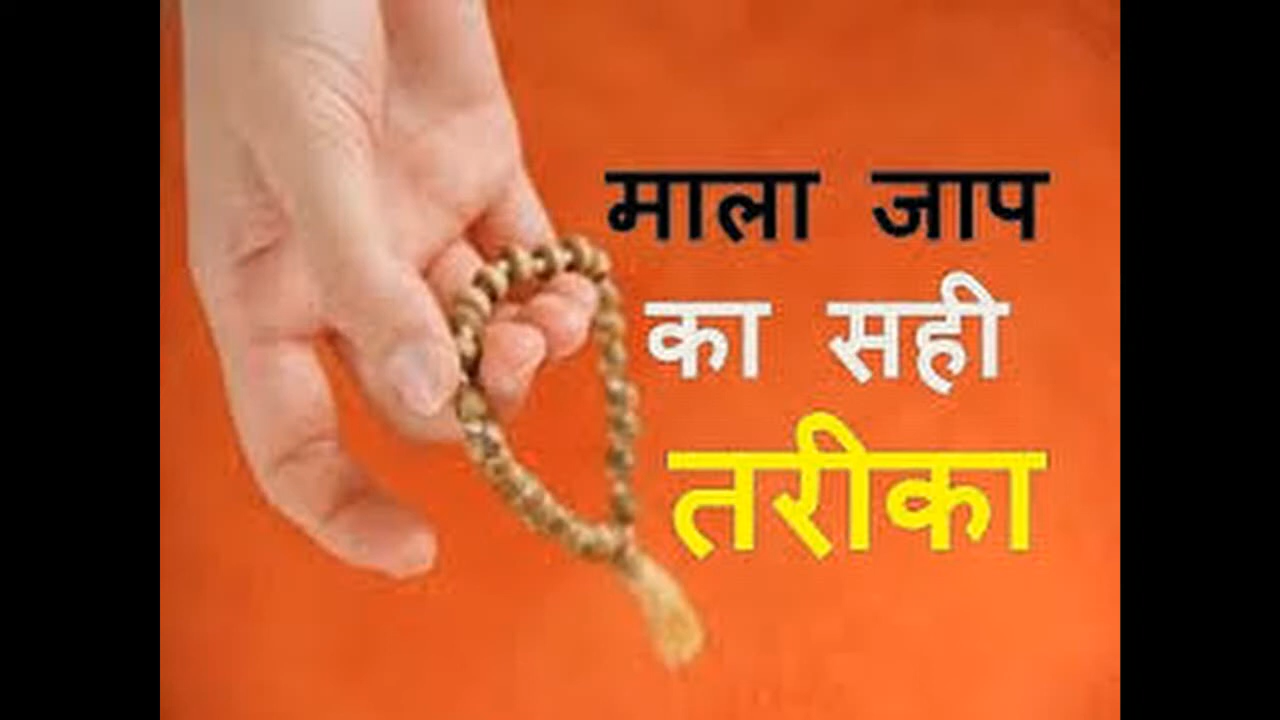 माला जाप
का सही
तरीका